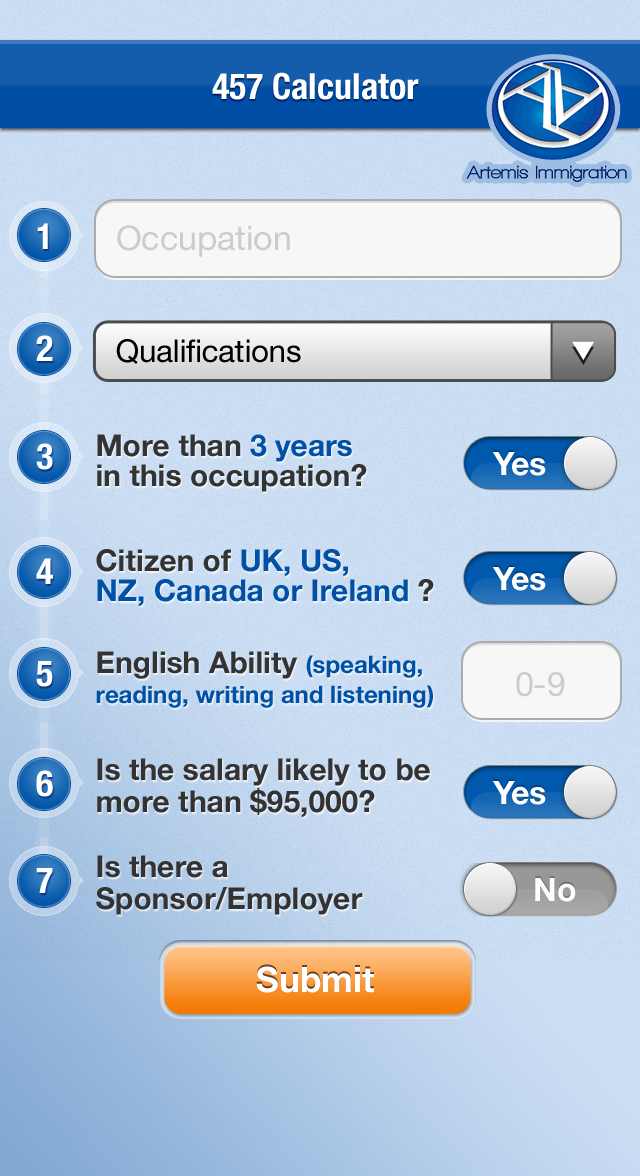 457 Calculator
Artemis Immigration
1
Occupation
2
Qualifications
3
More than 3 years
in this occupation?
Yes
4
Citizen of UK, US,
NZ, Canada or Ireland ?
Yes
5
English Ability (speaking,
reading, writing and listening)
0-9
6
Is the salary likely to be
more than $95,000?
Yes
7
Is there a
Sponsor/Employer
No
Submit